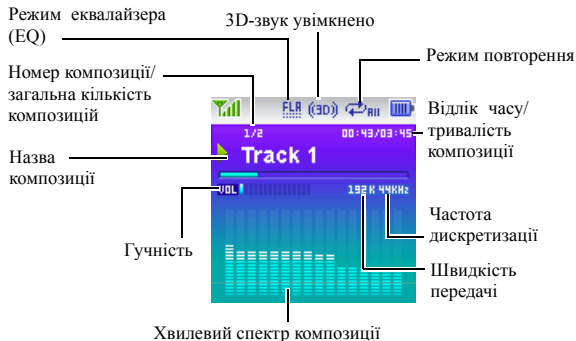 Режим еквалайзера
(EQ)
3D-звук увімкнено
Режим повторення
Номер композиції/
загальна кількість
композицій
Відлік часу/
тривалість
композиції
Назва
композиції
FLA ((3D)) All
1/2 00:43/03:45
Track 1
VOL 192K 44KHz
Гучність
Частота
дискретизації
Швидкість
передачі
Хвилевий спектр композиції